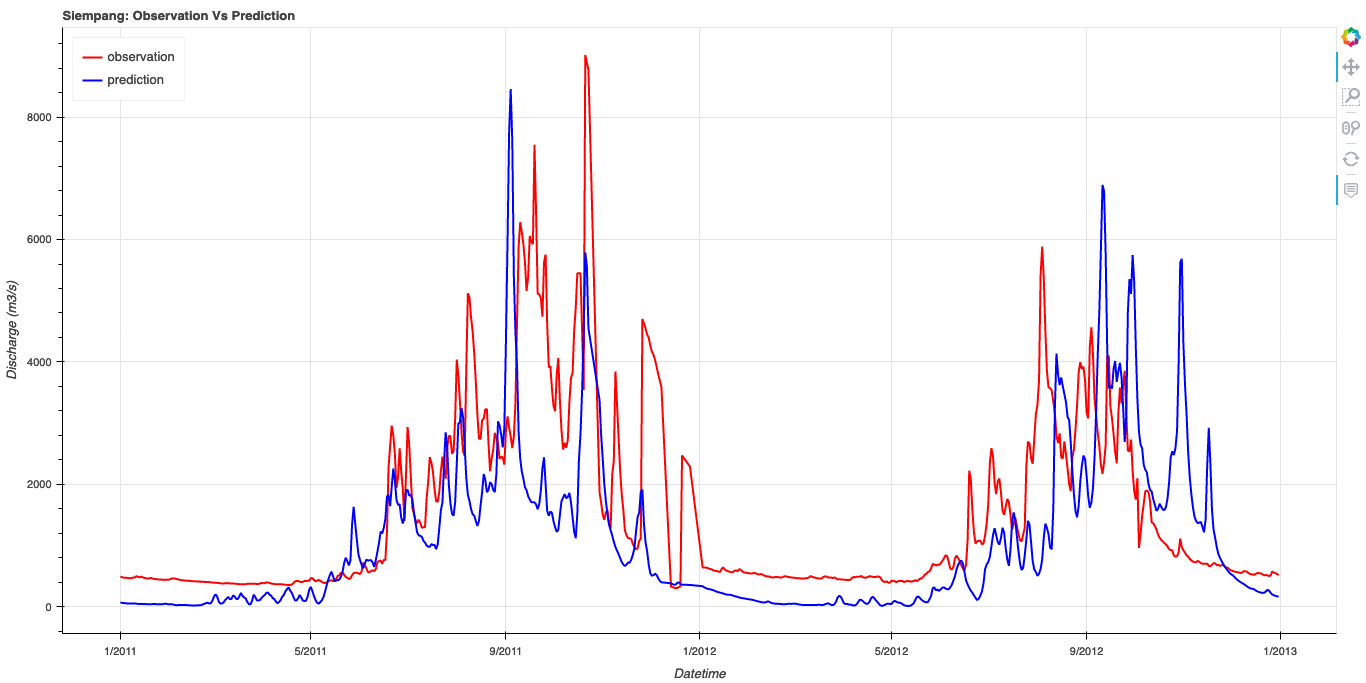 Siempang: Observation Vs Prediction
observation
prediction
8000
6000
4000
2000
0
Discharge (m3/s)
1/2011
5/2011
9/2011
1/2012
5/2012
9/2012
1/2013
Datetime